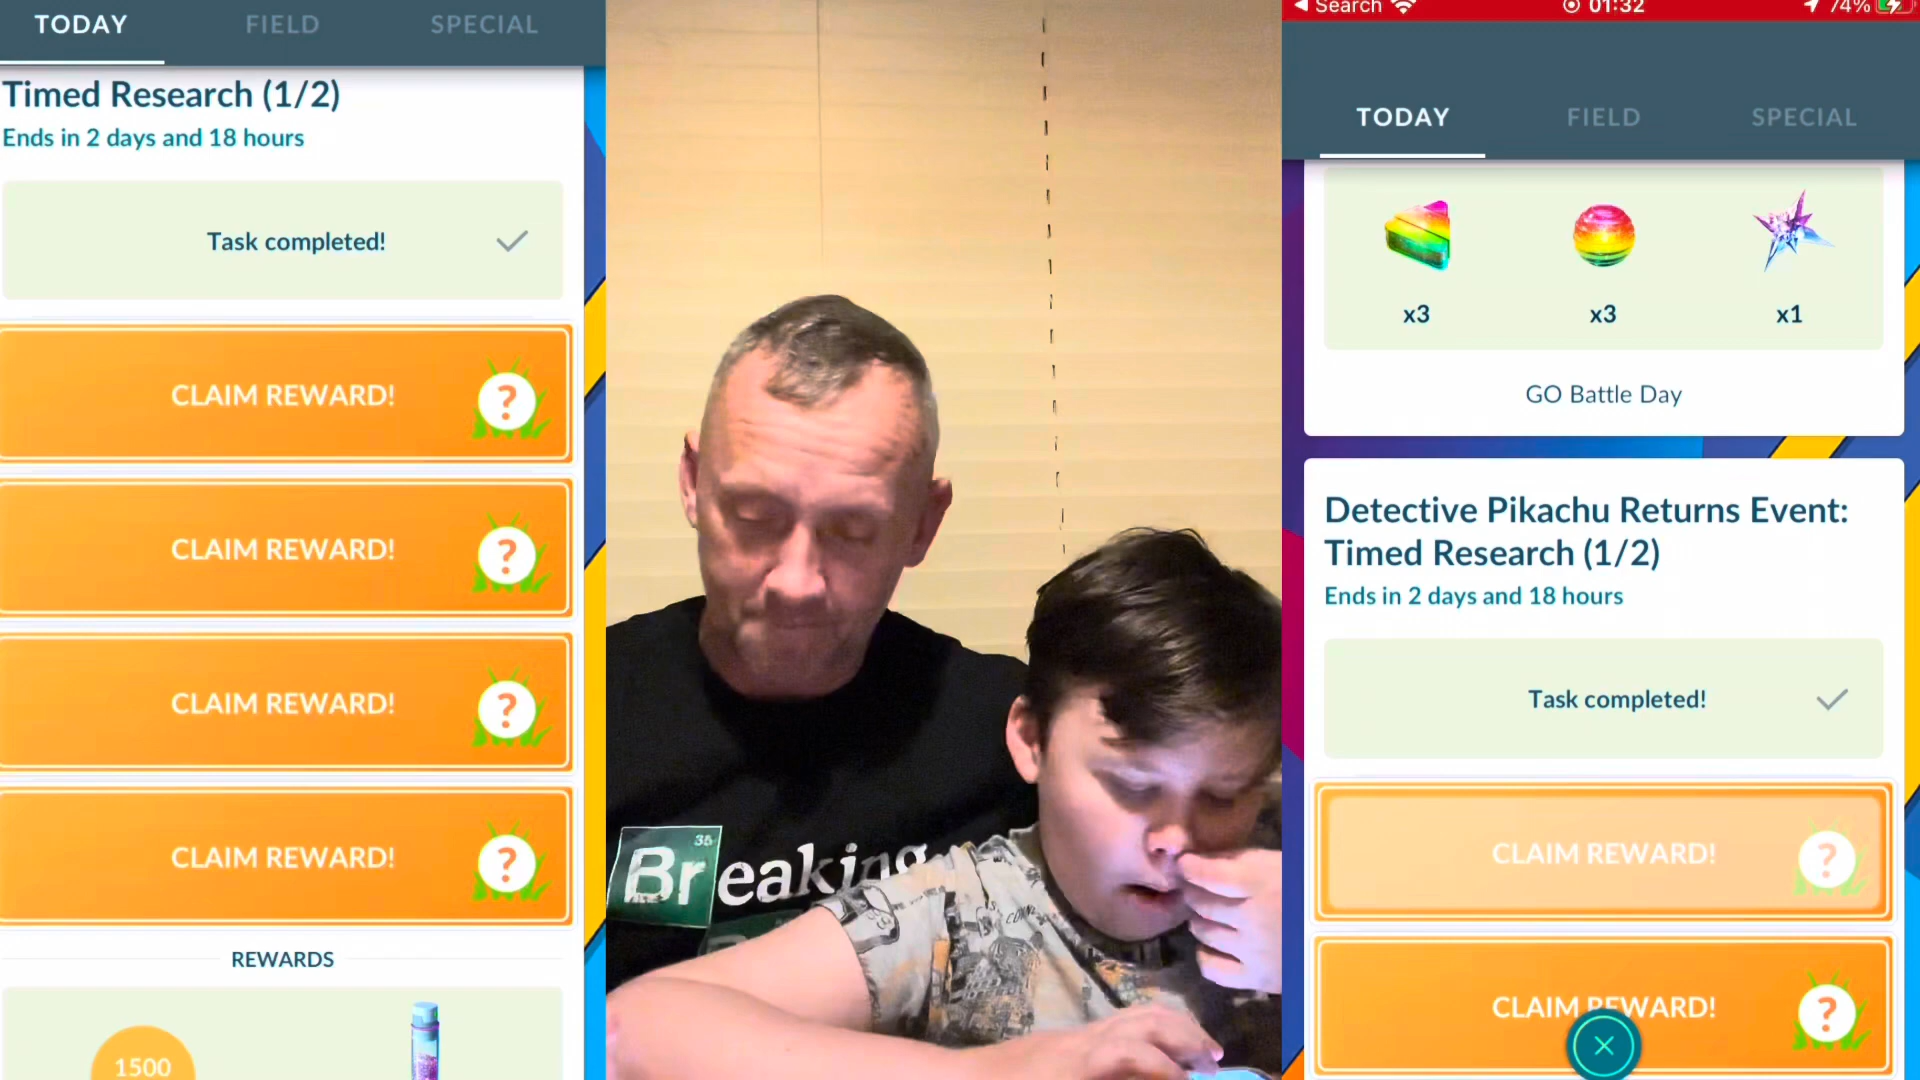 TODAY
FIELD
SPECIAL
Timed Research (1/2)
Ends in 2 days and 18 hours
Task completed!
CLAIM REWARD!
?
CLAIM REWARD!
?
CLAIM REWARD!
?
CLAIM REWARD!
?
REWARDS
1500
35
Breaking
Search
01:32
74%
TODAY
FIELD
SPECIAL
x3
x3
x1
GO Battle Day
Detective Pikachu Returns Event:
Timed Research (1/2)
Ends in 2 days and 18 hours
Task completed!
CLAIM REWARD!
?
CLAIM REWARD!
?